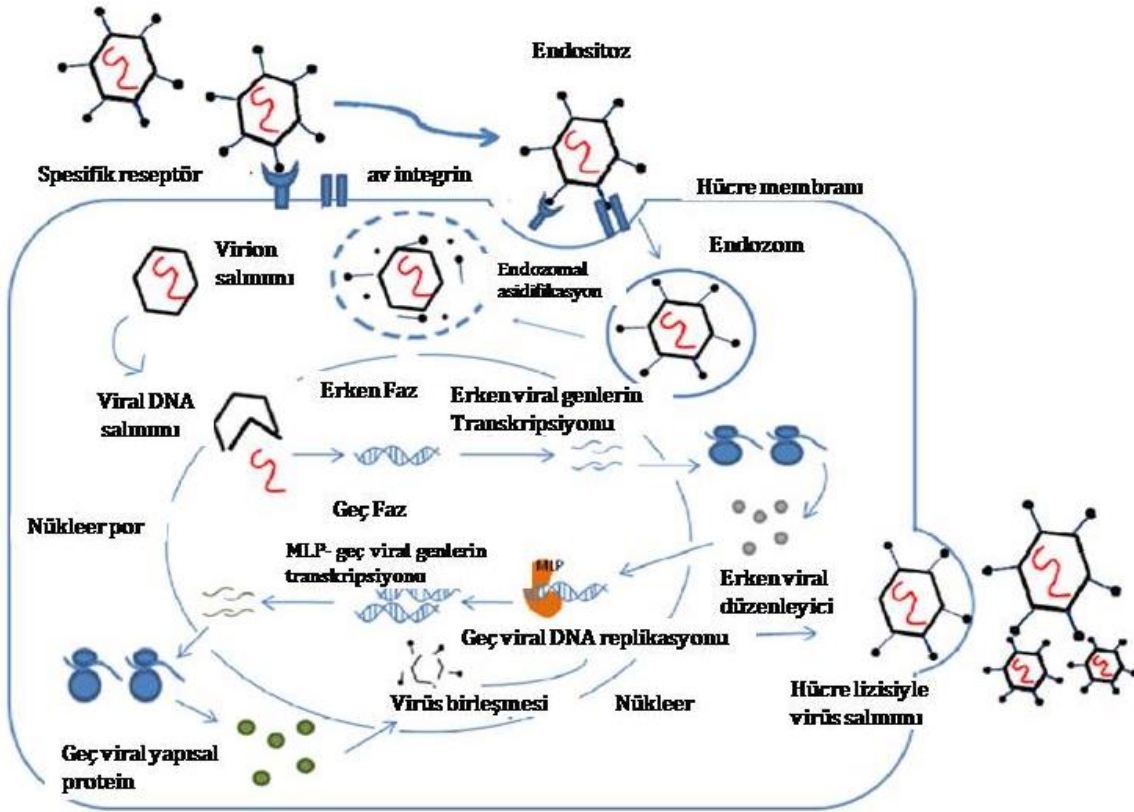 Endositoz
Spesifik reseptör
av integrin
Hücre membranı
Virion
salınımı
Endozom
Endozomal
asidifikasyon
Erken Faz
Erken viral genlerin
Transkripsiyonu
Viral DNA
salınımı
Geç Faz
Nükleer por
MLP- geç viral genlerin
transkripsiyonu
MLP
Erken viral
düzenleyici
Geç viral DNA replikasyonu
Virüs birleşmesi
Nükleer
Hücre lizisiyle
virüs salınımı
Geç viral yapısal
protein